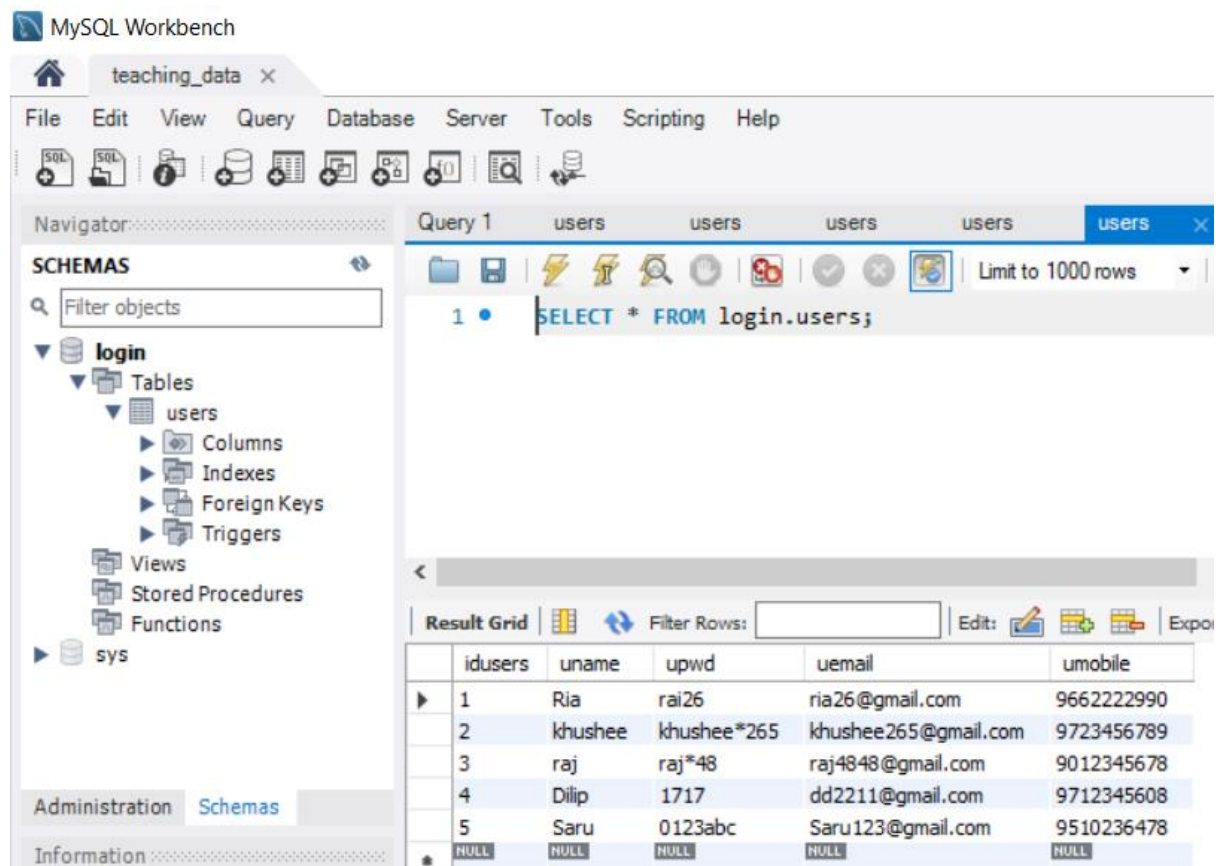 MySQL Workbench
teaching_data ×
File Edit View Query Database Server Tools Scripting Help
Navigator
SCHEMAS
Filter objects
login
Tables
users
Columns
Indexes
Foreign Keys
Triggers
Views
Stored Procedures
Functions
sys
Administration Schemas
Information
Query 1 users users users users users ×
Limit to 1000 rows
1 SELECT * FROM login.users;
Result Grid Filter Rows: Edit: Expor
idusers uname upwd uemail umobile
1 Ria rai26 ria26@gmail.com 9662222990
2 khushee khushee*265 khushee265@gmail.com 9723456789
3 raj raj*48 raj4848@gmail.com 9012345678
4 Dilip 1717 dd2211@gmail.com 9712345608
5 Saru 0123abc Saru123@gmail.com 9510236478
NULL NULL NULL NULL NULL